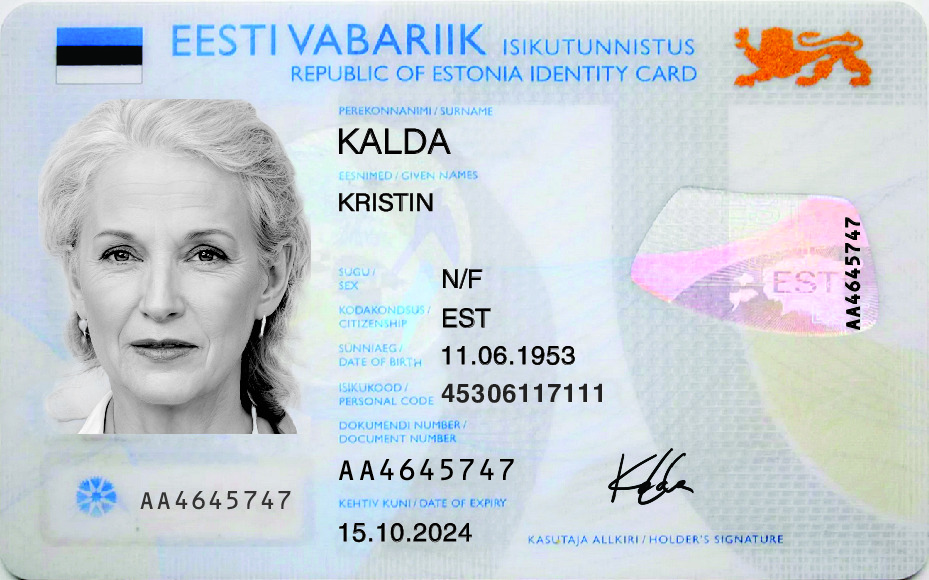 EESTI VABARIIK ISIKUTUNNISTUS
REPUBLIC OF ESTONIA IDENTITY CARD
PEREKONNANIMI / SURNAME
KALDA
EESNIMED / GIVEN NAMES
KRISTIN
SUGU /
SEX
N/F
KODAKONDSUS /
CITIZENSHIP
EST
SÜNNIAEG /
DATE OF BIRTH
11.06.1953
ISIKUKOOD /
PERSONAL CODE
45306117111
DOKUMENDI NUMBER /
DOCUMENT NUMBER
AA4645747
KEHTIV KUNI / DATE OF EXPIRY
15.10.2024
AA4645747
EST
AA4645747
KASUTAJA ALLKIRI / HOLDER'S SIGNATURE